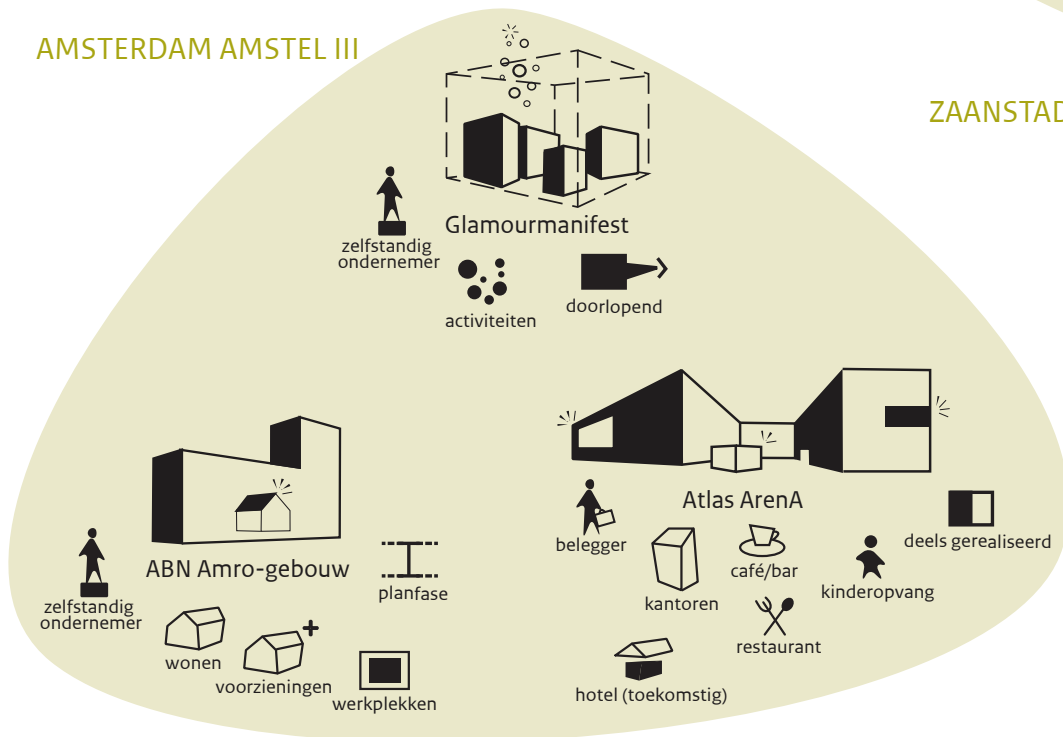 AMSTERDAM AMSTEL III
ZAANSTAD
Glamourmanifest
zelfstandig
ondernemer
activiteiten
doorlopend
ABN Amro-gebouw
zelfstandig
ondernemer
planfase
wonen
voorzieningen
werkplekken
Atlas ArenA
belegger
kantoren
café/bar
kinderopvang
deels gerealiseerd
restaurant
hotel (toekomstig)